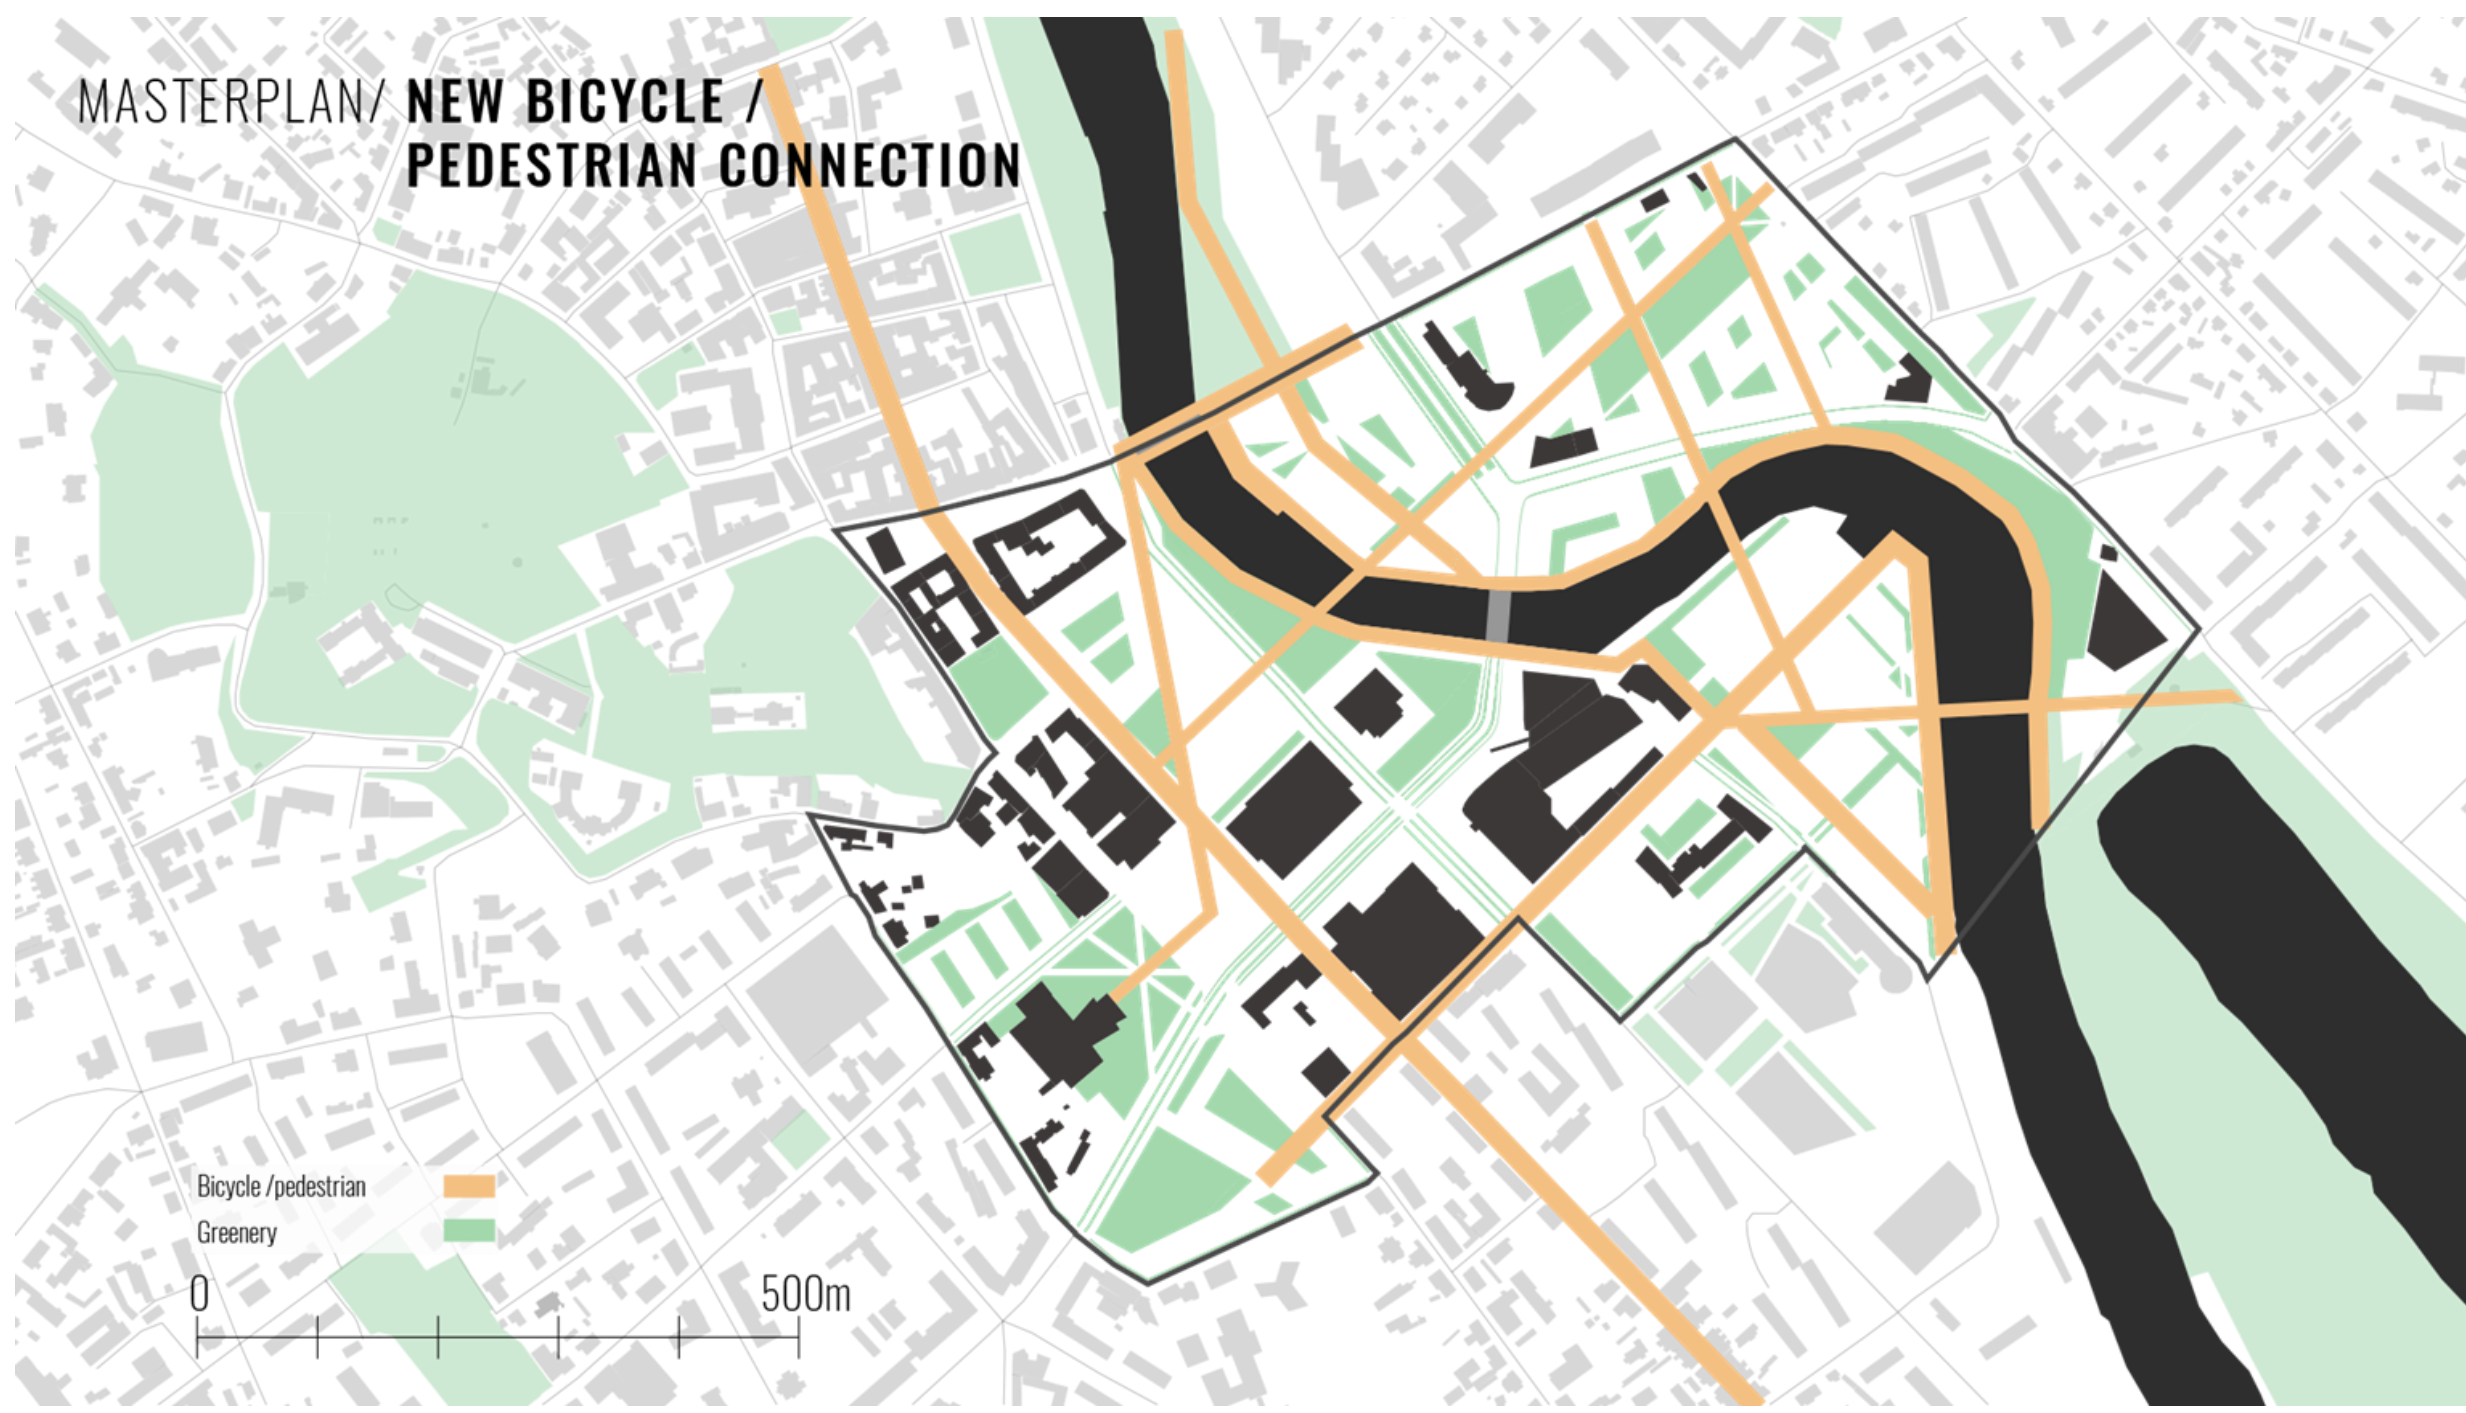 MASTERPLAN/ NEW BICYCLE /
PEDESTRIAN CONNECTION
Bicycle /pedestrian
Greenery
0 500m